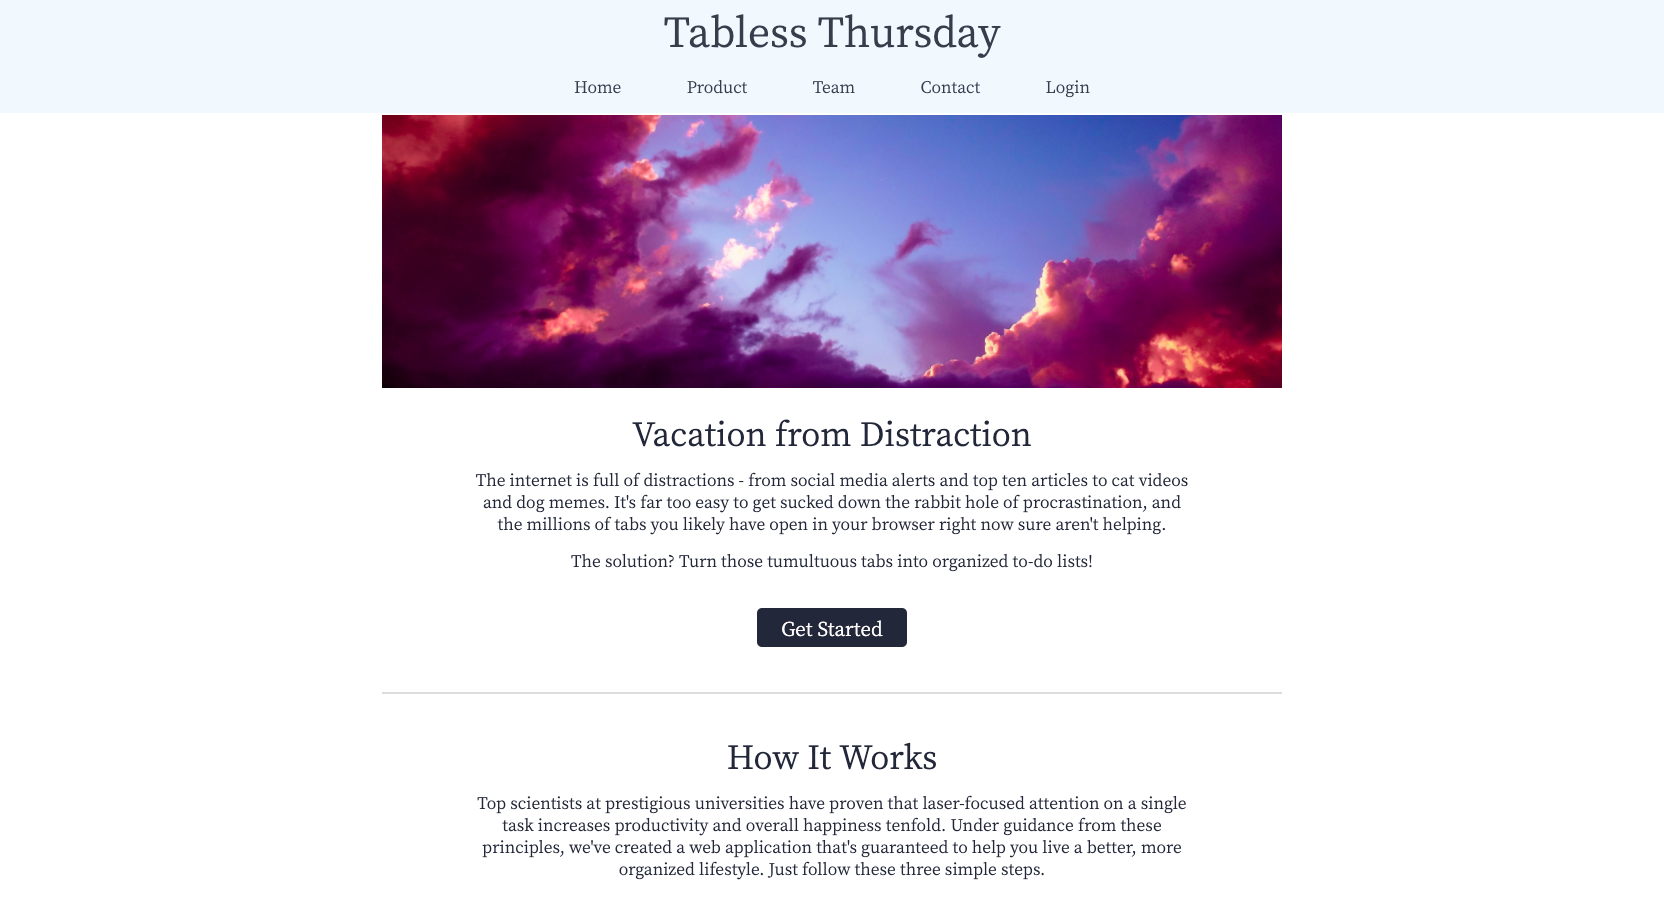 Tabless Thursday
Home Product Team Contact Login
Vacation from Distraction
The internet is full of distractions - from social media alerts and top ten articles to cat videos
and dog memes. It's far too easy to get sucked down the rabbit hole of procrastination, and
the millions of tabs you likely have open in your browser right now sure aren't helping.
The solution? Turn those tumultuous tabs into organized to-do lists!
Get Started
How It Works
Top scientists at prestigious universities have proven that laser-focused attention on a single
task increases productivity and overall happiness tenfold. Under guidance from these
principles, we've created a web application that's guaranteed to help you live a better, more
organized lifestyle. Just follow these three simple steps.